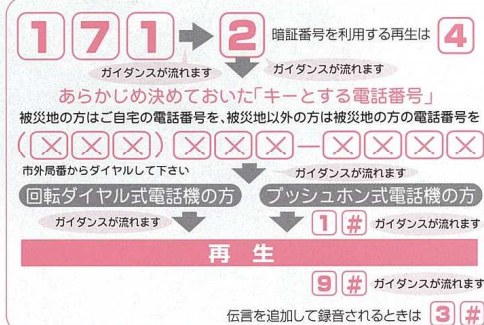 171➡2 暗証番号を利用する再生は 4
ガイダンスが流れます ガイダンスが流れます
あらかじめ決めておいた「キーとする電話番号」
被災地の方はご自宅の電話番号を、被災地以外の方は被災地の方の電話番号を
(×××)×××－××××
市外局番からダイヤルして下さい ガイダンスが流れます
回転ダイヤル式電話機の方 プッシュホン式電話機の方
ガイダンスが流れます 1# ガイダンスが流れます
再生
9# ガイダンスが流れます
伝言を追加して録音されるときは 3#